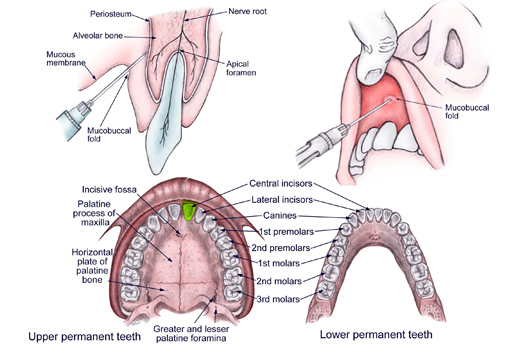 Periosteum
Nerve root
Alveolar bone
Mucous
membrane
Apical
foramen
Mucobuccal
fold
Mucobuccal
fold
Incisive fossa
Palatine
process of
maxilla
Horizontal
plate of
palatine
bone
Central incisors
Lateral incisors
Canines
1st premolars
2nd premolars
1st molars
2nd molars
3rd molars
Greater and lesser
palatine foramina
Upper permanent teeth
Lower permanent teeth